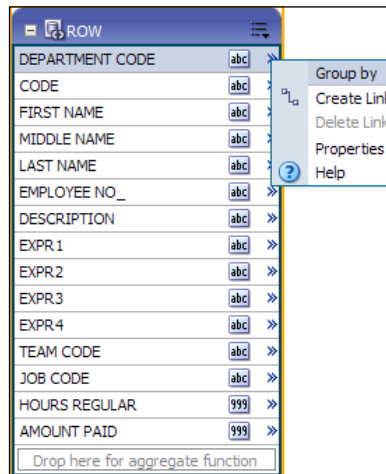 ROW
DEPARTMENT CODE abc
CODE abc
FIRST NAME abc
MIDDLE NAME abc
LAST NAME abc
EMPLOYEE NO_ abc
DESCRIPTION abc
EXPR1 abc
EXPR2 abc
EXPR3 abc
EXPR4 abc
TEAM CODE abc
JOB CODE abc
HOURS REGULAR 999
AMOUNT PAID 999
Drop here for aggregate function
Group by
Create Link
Delete Link
Properties
? Help